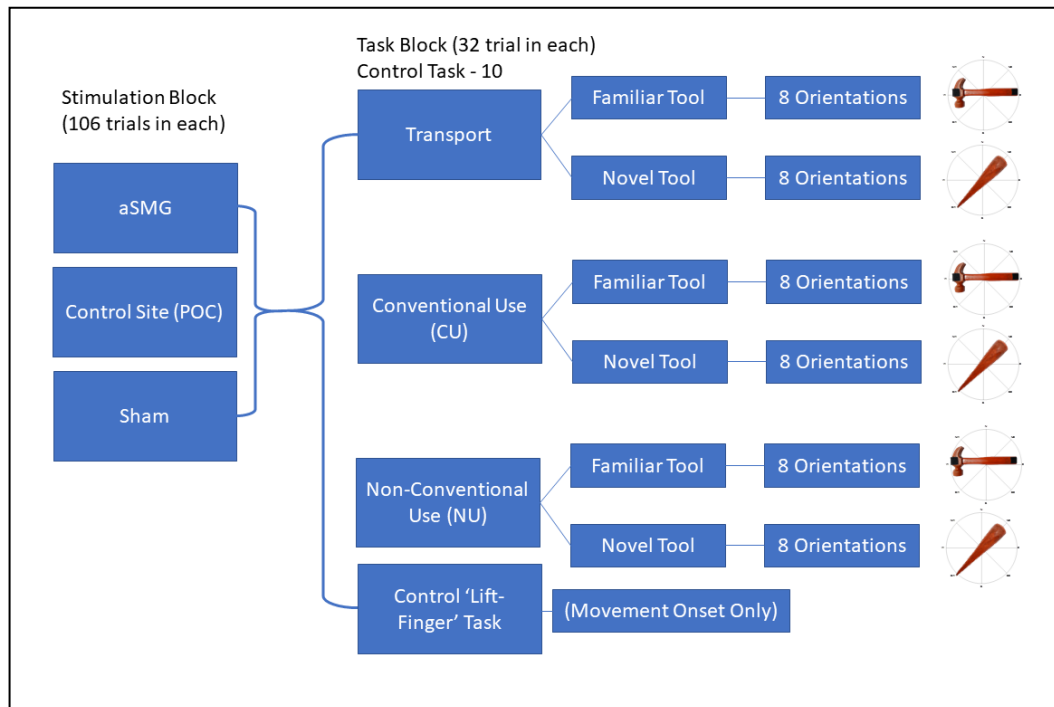 Task Block (32 trial in each)
Control Task - 10
Stimulation Block
(106 trials in each)
aSMG
Control Site (POC)
Sham
Transport
Familiar Tool
8 Orientations
Novel Tool
8 Orientations
Conventional Use
(CU)
Familiar Tool
8 Orientations
Novel Tool
8 Orientations
Non-Conventional
Use (NU)
Familiar Tool
8 Orientations
Novel Tool
8 Orientations
Control ‘Lift-
Finger’ Task
(Movement Onset Only)